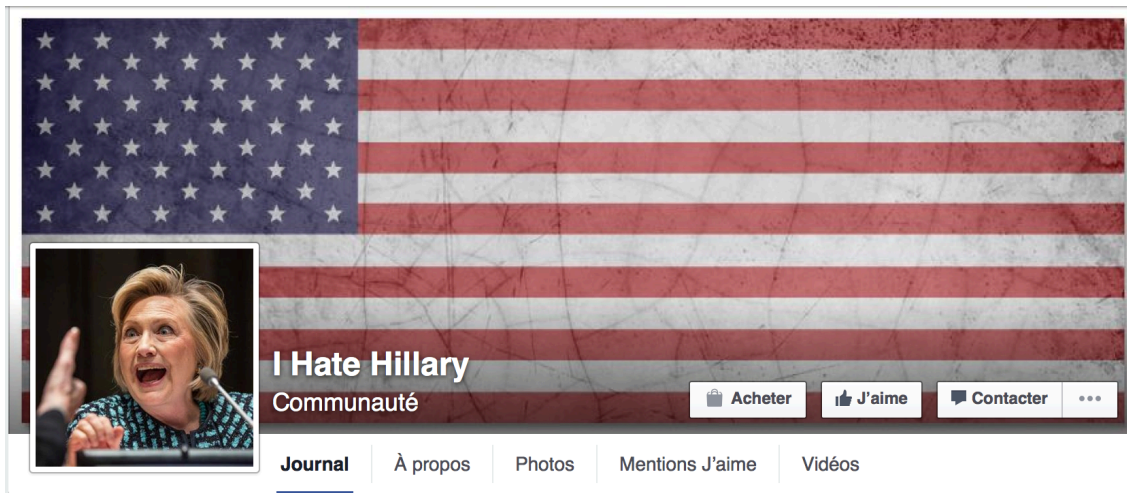 I Hate Hillary
Communauté
Acheter
J'aime
Contacter
Journal
À propos
Photos
Mentions J'aime
Vidéos